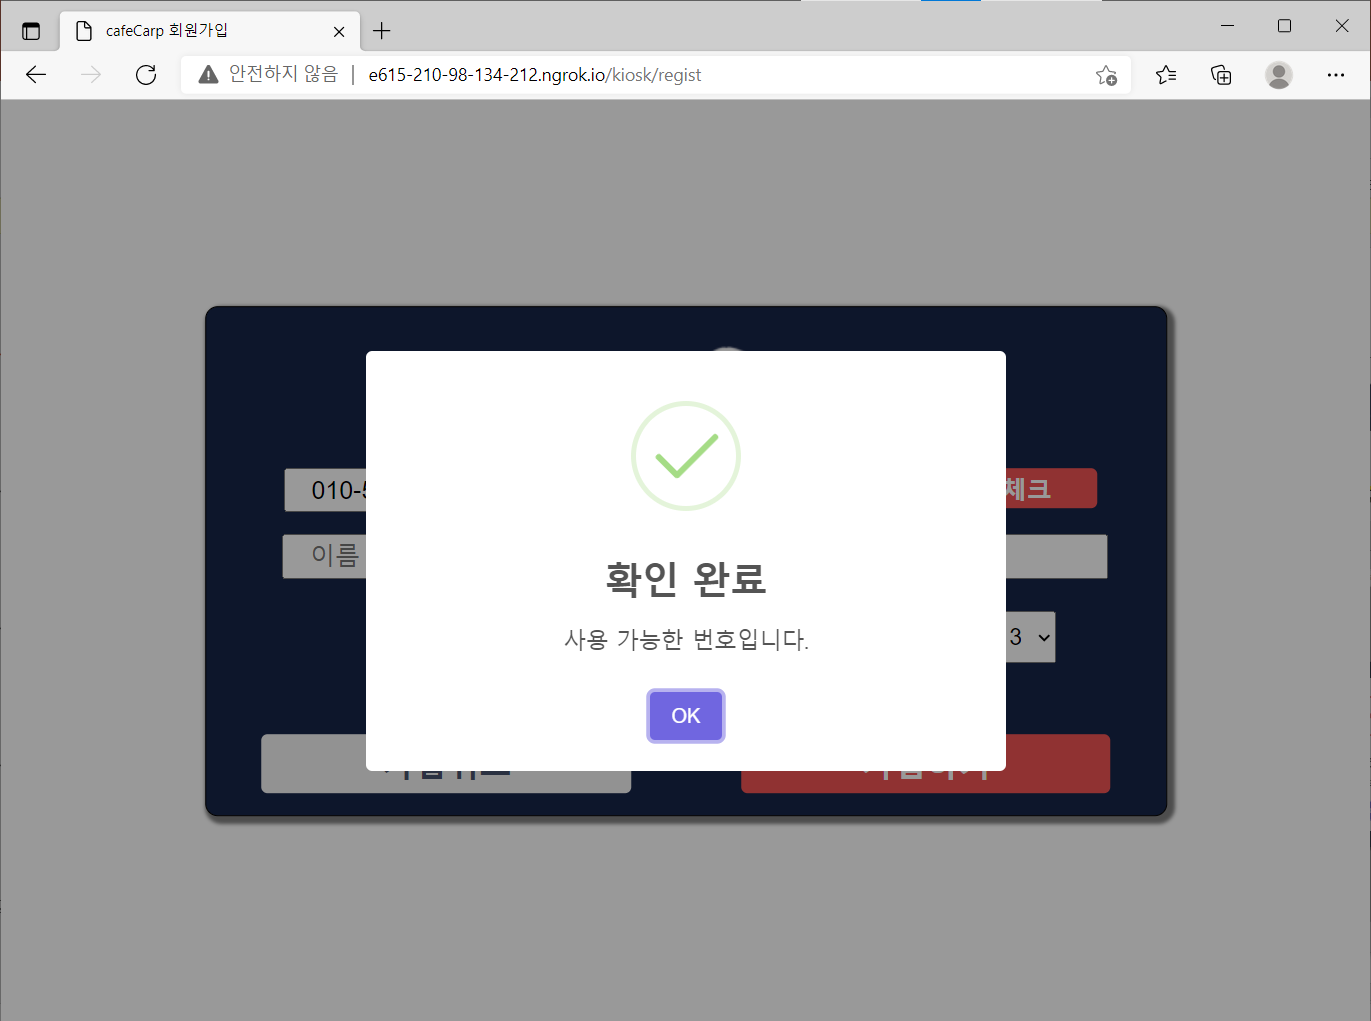 cafeCarp 회원가입
안전하지 않음 | e615-210-98-134-212.ngrok.io/kiosk/regist
010-5
체크
이름
확인 완료
사용 가능한 번호입니다.
3
OK